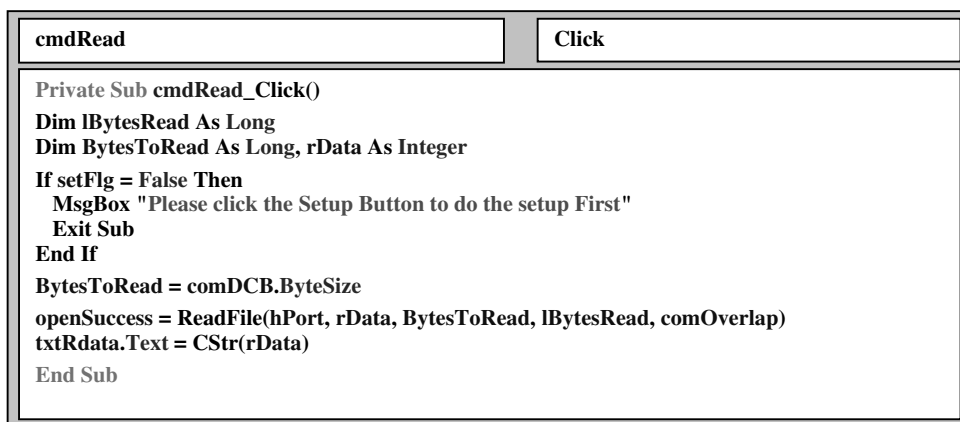 cmdRead
Click
Private Sub cmdRead_Click()
Dim lBytesRead As Long
Dim BytesToRead As Long, rData As Integer
If setFlg = False Then
MsgBox "Please click the Setup Button to do the setup First"
Exit Sub
End If
BytesToRead = comDCB.ByteSize
openSuccess = ReadFile(hPort, rData, BytesToRead, lBytesRead, comOverlap)
txtRdata.Text = CStr(rData)
End Sub